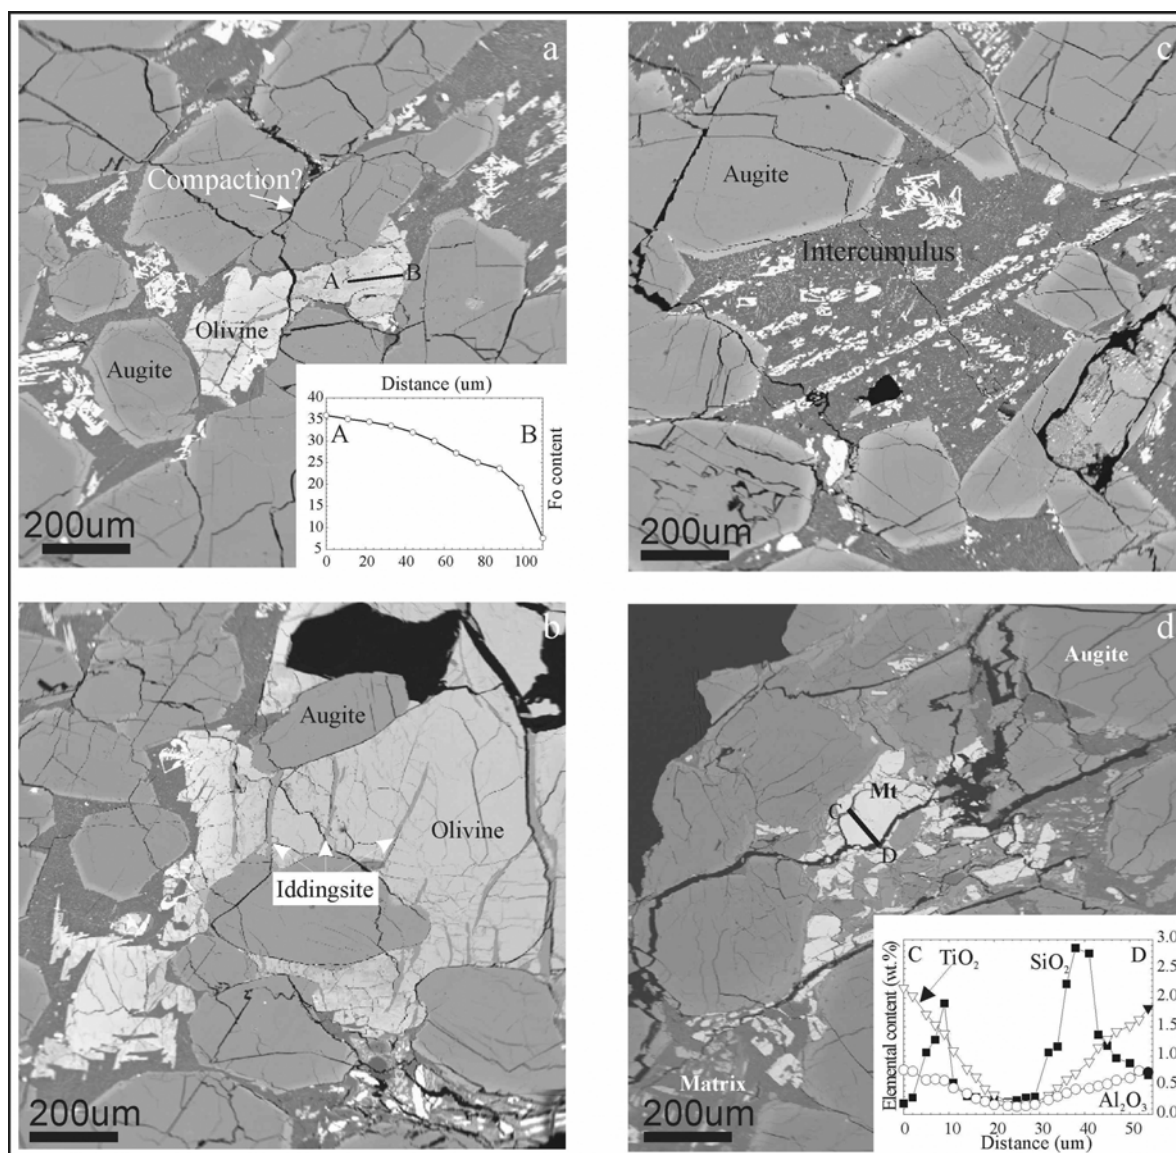 a
Compaction?
A
B
Olivine
Augite
200um
Distance (um)
40
35
30
25
20
15
10
5
A
B
Fo content
0
20
40
60
80
100
c
Augite
Intercumulus
200um
b
Augite
Olivine
Iddingsite
200um
d
Augite
Mt
C
D
Matrix
200um
Elemental content (wt.%)
C
TiO2
SiO2
D
Al2O3
3.0
2.5
2.0
1.5
1.0
0.5
0.0
0
10
20
30
40
50
Distance (um)